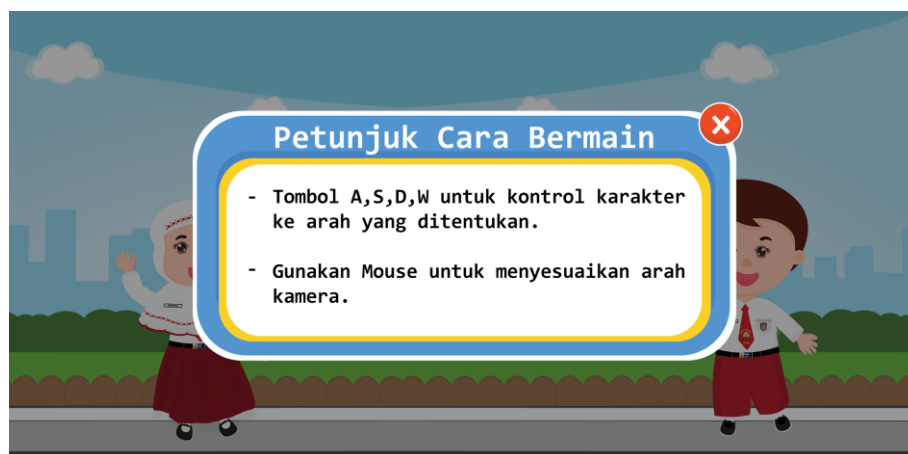 Petunjuk Cara Bermain
- Tombol A,S,D,W untuk kontrol karakter
ke arah yang ditentukan.
- Gunakan Mouse untuk menyesuaikan arah
kamera.